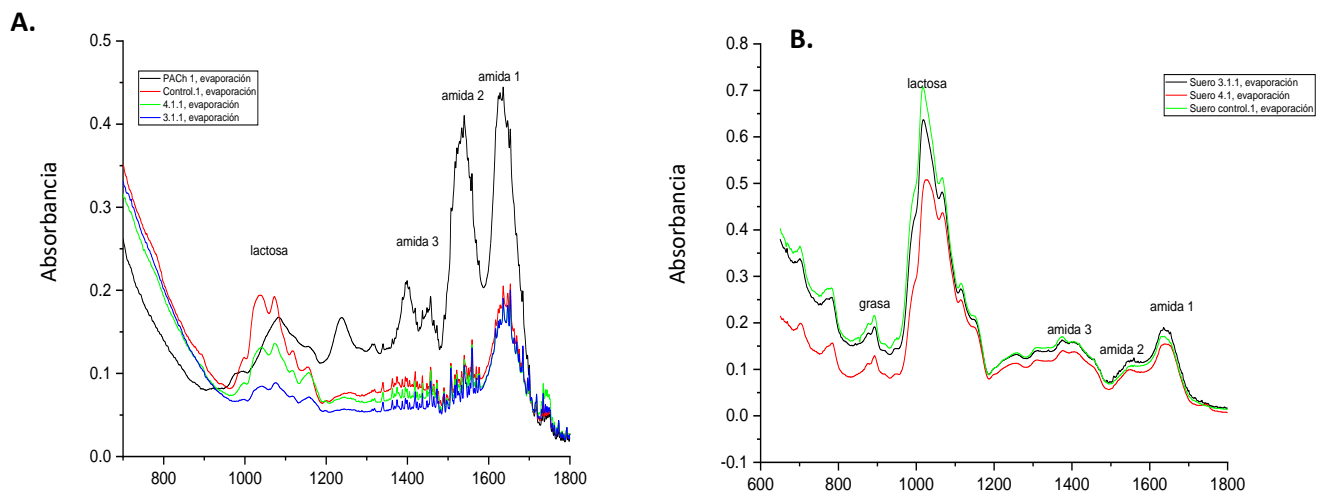 A.
0.5
0.4
0.3
0.2
0.1
0.0
Absorbancia
PACh 1, evaporación
Control.1, evaporación
4.1.1, evaporación
3.1.1, evaporación
lactosa
amida 3
amida 2
amida 1
800
1000
1200
1400
1600
1800
B.
0.8
0.7
0.6
0.5
0.4
0.3
0.2
0.1
0.0
-0.1
Absorbancia
Suero 3.1.1, evaporación
Suero 4.1, evaporación
Suero control.1, evaporación
lactosa
grasa
amida 3
amida 2
amida 1
600
800
1000
1200
1400
1600
1800